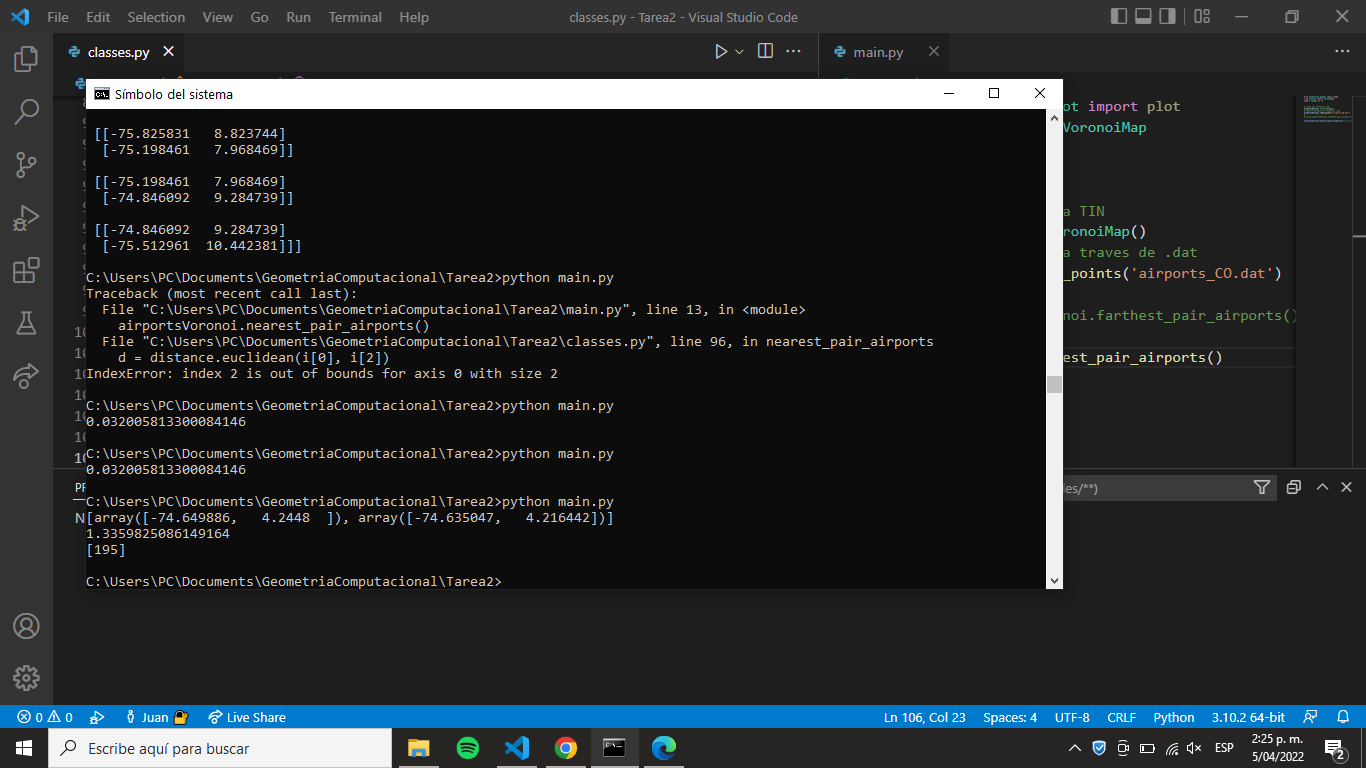 File Edit Selection View Go Run Terminal Help classes.py - Tarea2 - Visual Studio Code
classes.py main.py
Símbolo del sistema
ot import plot
VoronoiMap
[[-75.825831   8.823744]
[-75.198461   7.968469]]
[[-75.198461   7.968469]
[-74.846092   9.284739]]
a TIN
[[-74.846092   9.284739]
ronoiMap()
[-75.512961  10.442381]]]
a traves de .dat
_points('airports_CO.dat')
C:\Users\PC\Documents\GeometriaComputacional\Tarea2>python main.py
Traceback (most recent call last):
File "C:\Users\PC\Documents\GeometriaComputacional\Tarea2\main.py", line 13, in <module>
noi.farthest_pair_airports()
airportsVoronoi.nearest_pair_airports()
File "C:\Users\PC\Documents\GeometriaComputacional\Tarea2\classes.py", line 96, in nearest_pair_airports
d = distance.euclidean(i[0], i[2])
est_pair_airports()
IndexError: index 2 is out of bounds for axis 0 with size 2
C:\Users\PC\Documents\GeometriaComputacional\Tarea2>python main.py
0.032005813300084146
C:\Users\PC\Documents\GeometriaComputacional\Tarea2>python main.py
0.032005813300084146
les/**)
C:\Users\PC\Documents\GeometriaComputacional\Tarea2>python main.py
[array([-74.649886,   4.2448  ]), array([-74.635047,   4.216442])]
1.3359825086149164
[195]
C:\Users\PC\Documents\GeometriaComputacional\Tarea2>
0 0 Juan Live Share Ln 106, Col 23 Spaces: 4 UTF-8 CRLF Python 3.10.2 64-bit
Escribe aquí para buscar
ESP
2:25 p. m.
5/04/2022
2